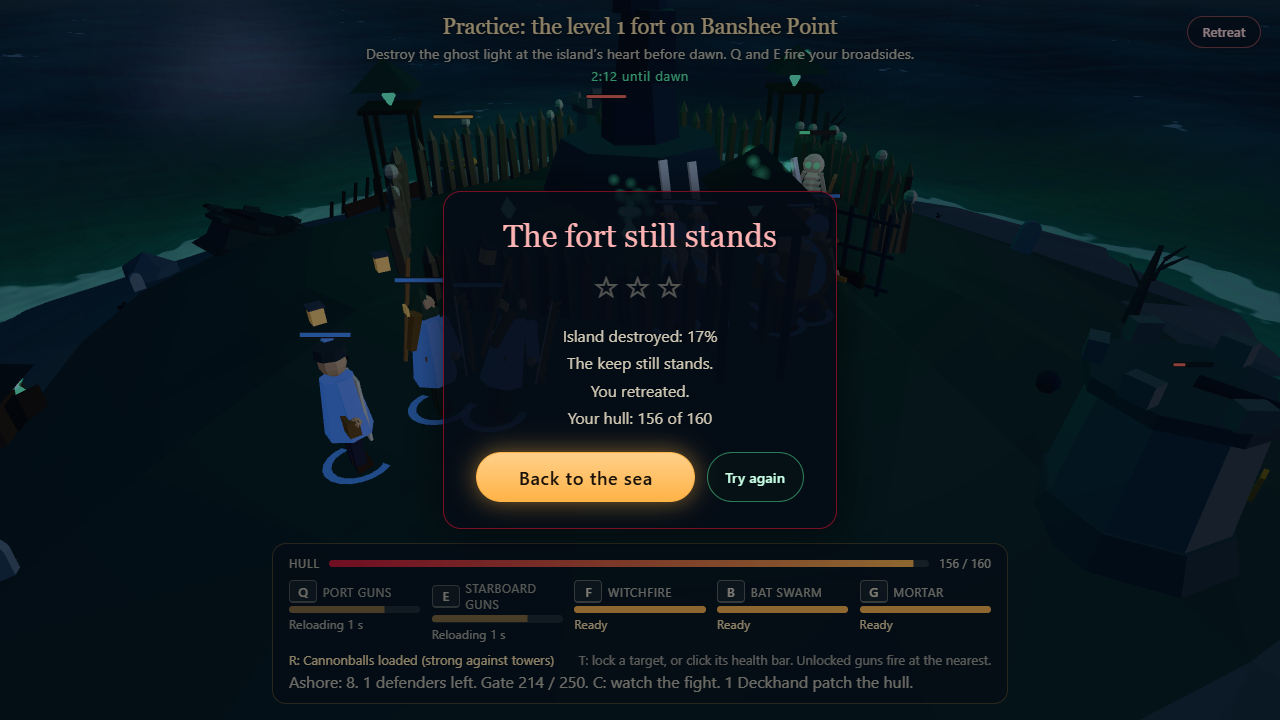 Practice: the level 1 fort on Banshee Point
Retreat
Destroy the ghost light at the island's heart before dawn. Q and E fire your broadsides.
2:12 until dawn
The fort still stands
Island destroyed: 17%
The keep still stands.
You retreated.
Your hull: 156 of 160
Back to the sea
Try again
HULL
156 / 160
Q PORT GUNS
Reloading 1 s
E STARBOARD
GUNS
Reloading 1 s
F WITCHFIRE
Ready
B BAT SWARM
Ready
G MORTAR
Ready
R: Cannonballs loaded (strong against towers)
T: lock a target, or click its health bar. Unlocked guns fire at the nearest.
Ashore: 8. 1 defenders left. Gate 214 / 250. C: watch the fight. 1 Deckhand patch the hull.